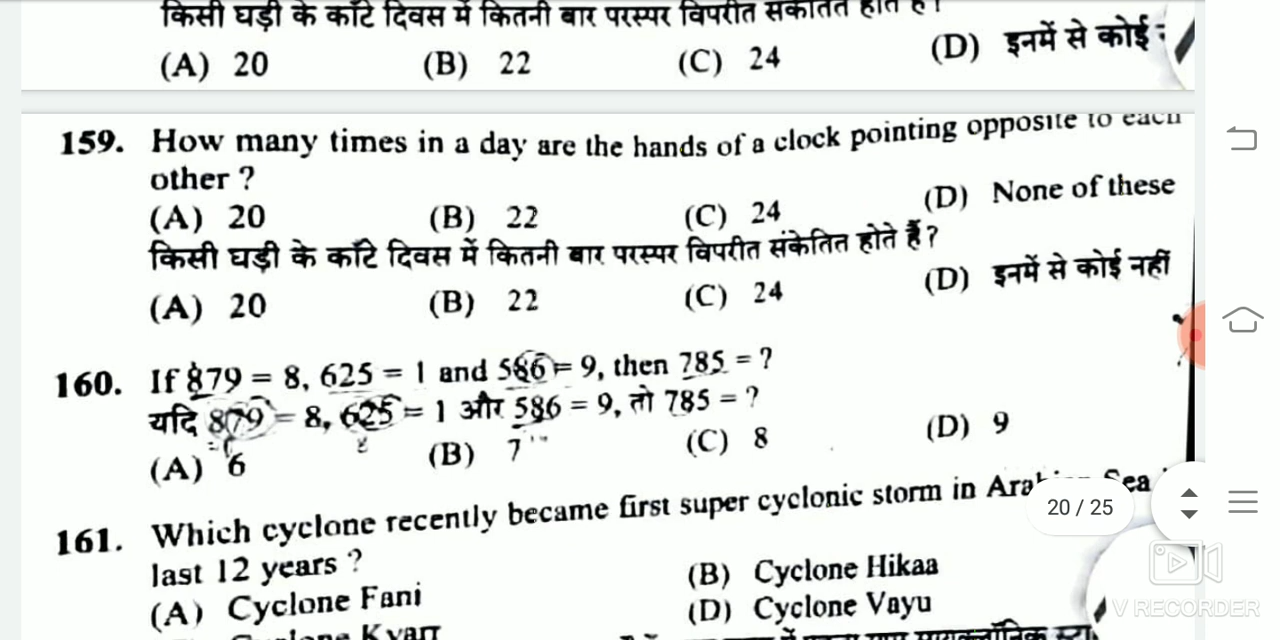 किसी घड़ी के काँटे दिवस में कितनी बार परस्पर विपरीत संकेतित होते हैं।
(A) 20 (B) 22 (C) 24 (D) इनमें से कोई
159. How many times in a day are the hands of a clock pointing opposite to each
other ?
(A) 20 (B) 22 (C) 24 (D) None of these
किसी घड़ी के काँटे दिवस में कितनी बार परस्पर विपरीत संकेतित होते हैं?
(A) 20 (B) 22 (C) 24 (D) इनमें से कोई नहीं
160. If 879 = 8, 625 = 1 and 586 = 9, then 785 = ?
यदि 879 = 8, 625 = 1 और 586 = 9, तो 785 = ?
(A) 6 (B) 7 (C) 8 (D) 9
161. Which cyclone recently became first super cyclonic storm in Sea
last 12 years ?
(A) Cyclone Fani (B) Cyclone Hikaa
(D) Cyclone Vayu
20 / 25
V RECORDER